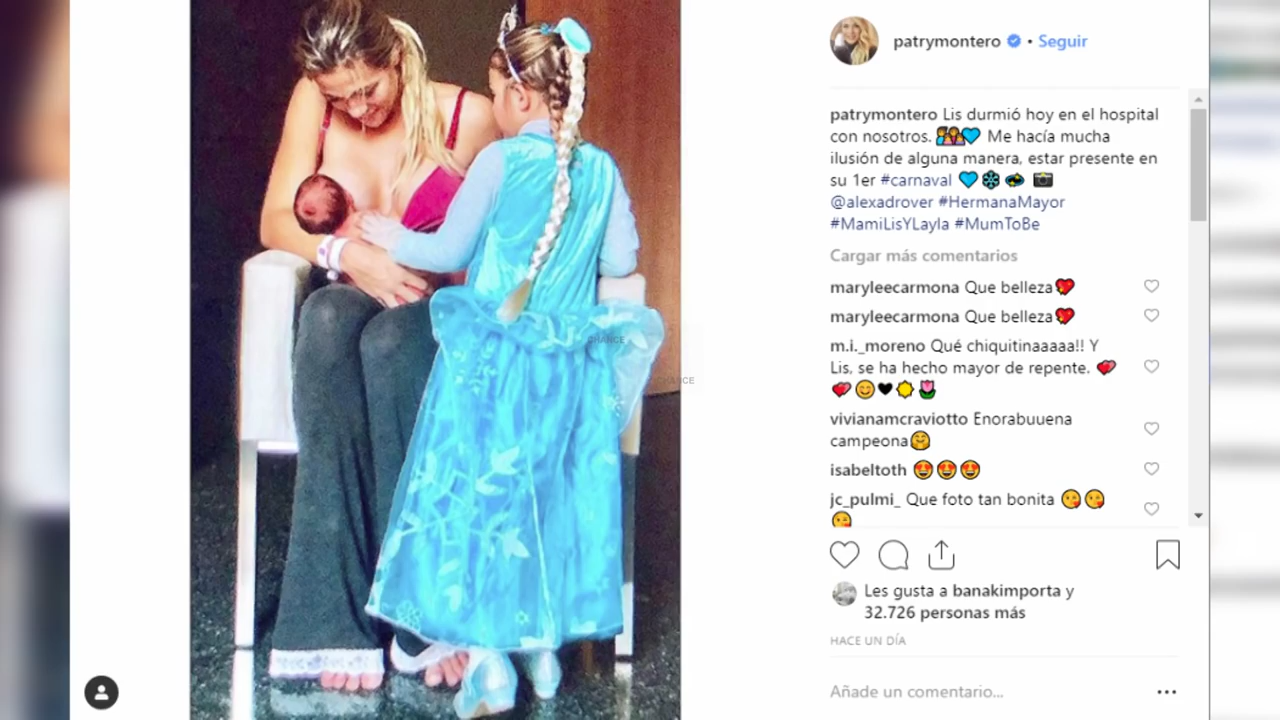 patrymontero • Seguir
patrymontero Lis durmió hoy en el hospital
con nosotros. 👨‍👩‍👧💙 Me hacía mucha
ilusión de alguna manera, estar presente en
su 1er #carnaval 💙❄️ 📷
@alexadrover #HermanaMayor
#MamiLisYLayla #MumToBe
Cargar más comentarios
maryleecarmona Que belleza💖
maryleecarmona Que belleza💖
m.i._moreno Qué chiquitinaaaaa!! Y
Lis, se ha hecho mayor de repente. 💕
💕😊🖤☀️🌷
vivianamcraviotto Enorabuuena
campeona🤗
isabeltoth 😍😍😍
jc_pulmi_ Que foto tan bonita 😘😘
😘
CHANCE
CHANCE
Les gusta a banakimporta y
32.726 personas más
HACE UN DÍA
Añade un comentario...